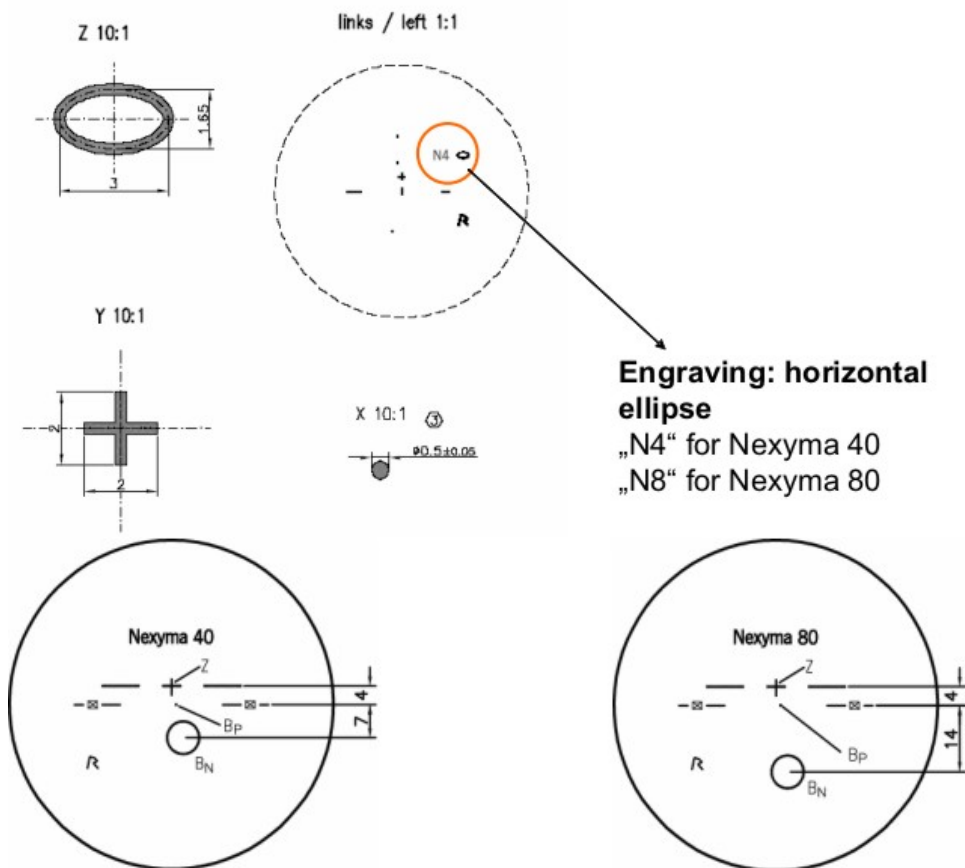 Z 10:1
links / left 1:1
3
1.65
N4
R
Y 10:1
2
2
X 10:1
3
ø0.5±0.05
Engraving: horizontal
ellipse
„N4“ for Nexyma 40
„N8“ for Nexyma 80
Nexyma 40
Z
BP
BN
R
4
7
Nexyma 80
Z
BP
BN
R
4
14